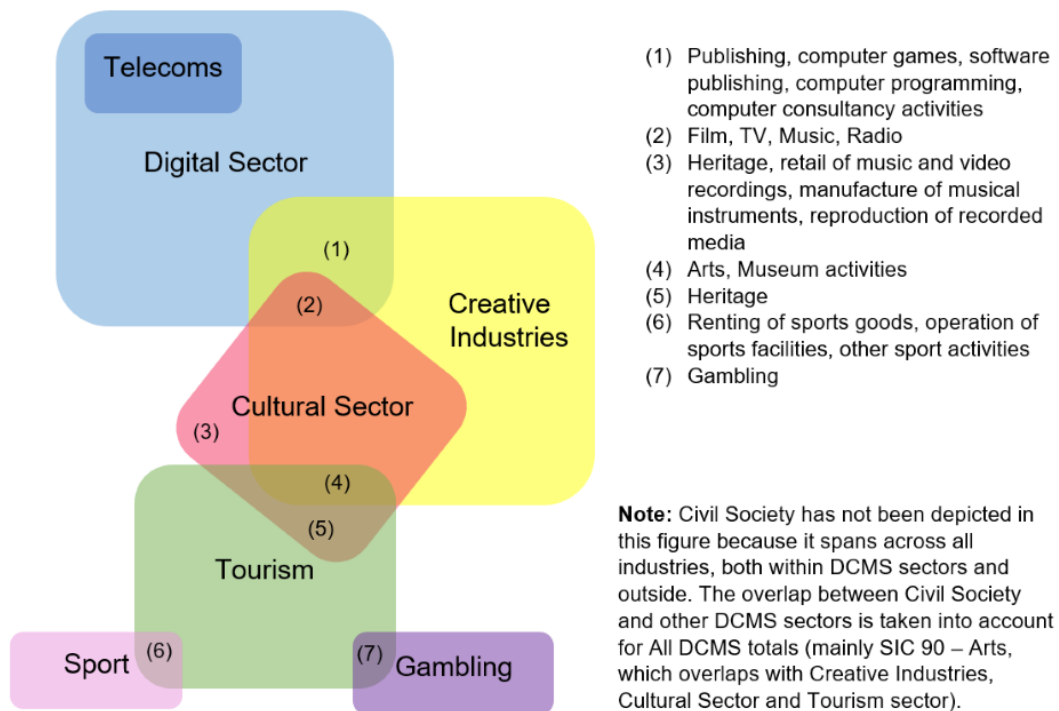 Telecoms
Digital Sector
(1)
(2)
Creative
Industries
Cultural Sector
(3)
(4)
(5)
Tourism
Sport
(6)
(7)
Gambling
(1) Publishing, computer games, software
publishing, computer programming,
computer consultancy activities
(2) Film, TV, Music, Radio
(3) Heritage, retail of music and video
recordings, manufacture of musical
instruments, reproduction of recorded
media
(4) Arts, Museum activities
(5) Heritage
(6) Renting of sports goods, operation of
sports facilities, other sport activities
(7) Gambling
Note: Civil Society has not been depicted in
this figure because it spans across all
industries, both within DCMS sectors and
outside. The overlap between Civil Society
and other DCMS sectors is taken into account
for All DCMS totals (mainly SIC 90 – Arts,
which overlaps with Creative Industries,
Cultural Sector and Tourism sector).